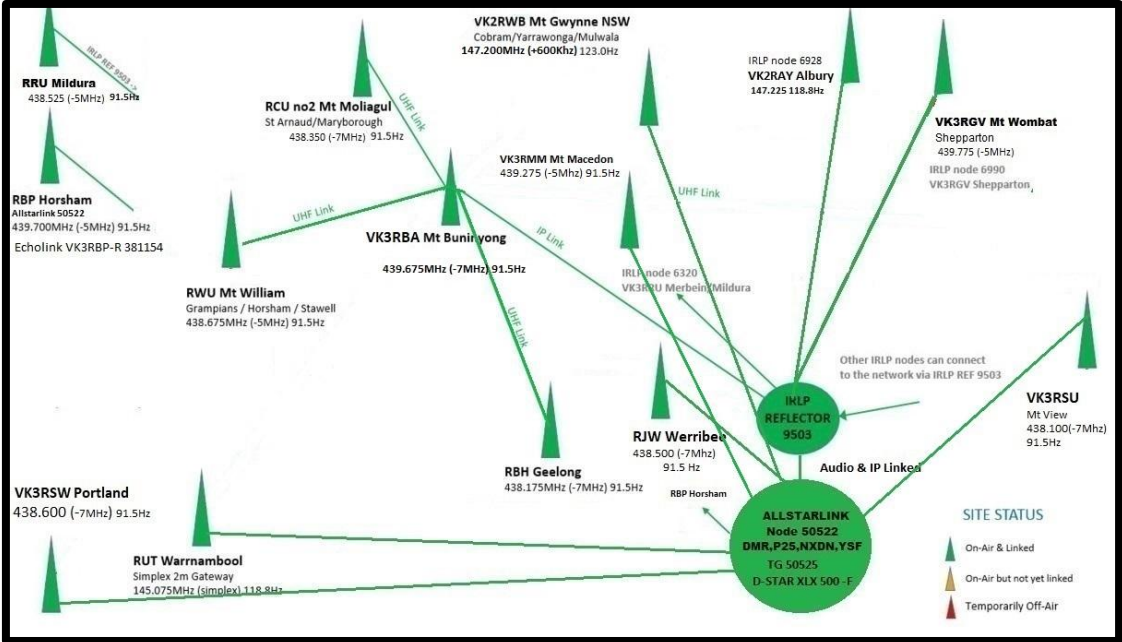 IRLP REF 9503 ->
RRU Mildura
438.525 (-5MHz) 91.5Hz
RBP Horsham
Allstarlink 50522
439.700MHz (-5MHz) 91.5Hz
Echolink VK3RBP-R 381154
RCU no2 Mt Moliagul
St Arnaud/Maryborough
438.350 (-7MHz) 91.5Hz
UHF Link
VK2RWB Mt Gwynne NSW
Cobram/Yarrawonga/Mulwala
147.200MHz (+600Khz) 123.0Hz
IRLP node 6928
VK2RAY Albury
147.225 118.8Hz
VK3RGV Mt Wombat
Shepparton
439.775 (-5MHz)
IRLP node 6990
VK3RGV Shepparton
VK3RMM Mt Macedon
439.275 (-5Mhz) 91.5Hz
UHF Link
UHF Link
IP Link
VK3RBA Mt Buninyong
439.675MHz (-7MHz) 91.5Hz
RWU Mt William
Grampians / Horsham / Stawell
438.675MHz (-5MHz) 91.5Hz
UHF Link
IRLP node 6320
VK3RRU Merbein/Mildura
Other IRLP nodes can connect
to the network via IRLP REF 9503
IRLP
REFLECTOR
9503
VK3RSU
Mt View
438.100(-7Mhz)
91.5Hz
RJW Werribee
438.500 (-7MHz)
91.5 Hz
RBH Geelong
438.175MHz (-7MHz) 91.5Hz
Audio & IP Linked
RBP Horsham
VK3RSW Portland
438.600 (-7MHz) 91.5Hz
RUT Warrnambool
Simplex 2m Gateway
145.075MHz (simplex) 118.8Hz
ALLSTARLINK
Node 50522
DMR,P25,NXDN,YSF
TG 50525
D-STAR XLX 500 -F
SITE STATUS
On-Air & Linked
On-Air but not yet linked
Temporarily Off-Air